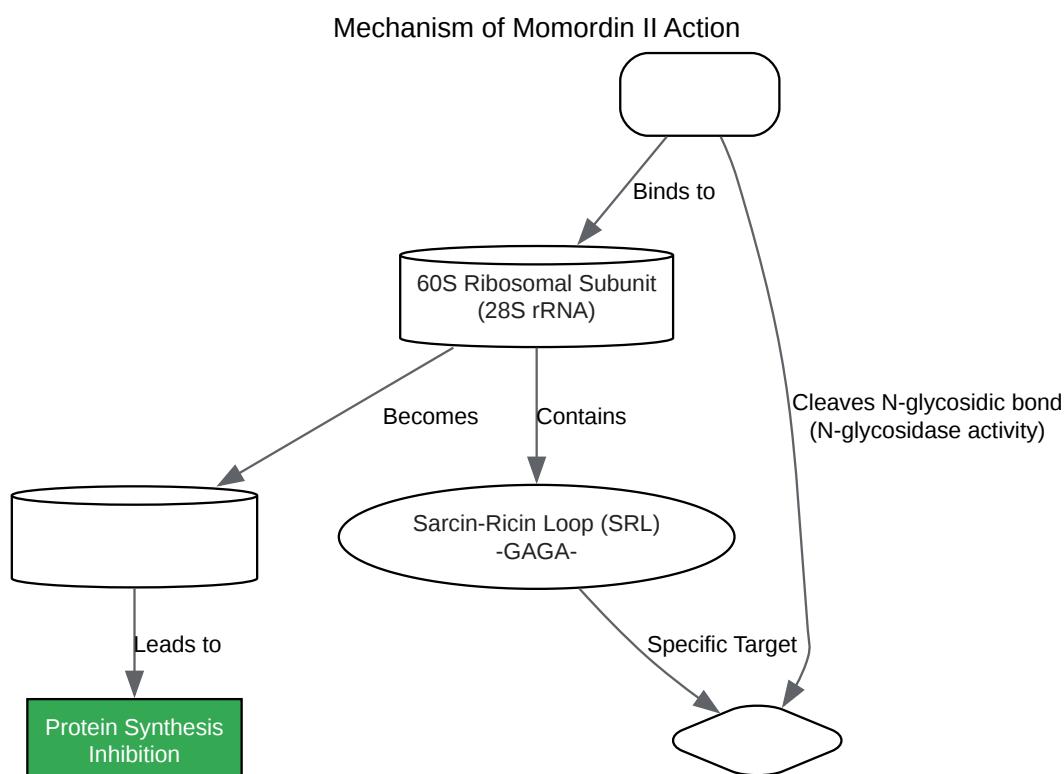 Mechanism of Momordin II Action
Binds to
60S Ribosomal Subunit
(28S rRNA)
Cleaves N-glycosidic bond
(N-glycosidase activity)
Becomes
Contains
Sarcin-Ricin Loop (SRL)
-GAGA-
Leads to
Specific Target
Protein Synthesis
Inhibition